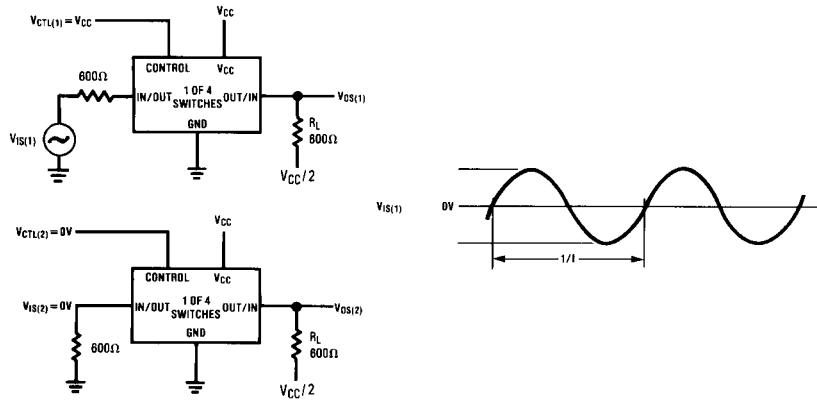 VCTL(1) = VCC
VCC
CONTROL VCC
600Ω
IN/OUT 1 OF 4 SWITCHES OUT/IN
VOS(1)
GND
VIS(1)
RL
600Ω
VCC/2
VCC
VCTL(2) = 0V
CONTROL VCC
VIS(2) = 0V
IN/OUT 1 OF 4 SWITCHES OUT/IN
VOS(2)
GND
600Ω
RL
600Ω
VCC/2
VIS(1)
0V
1/f